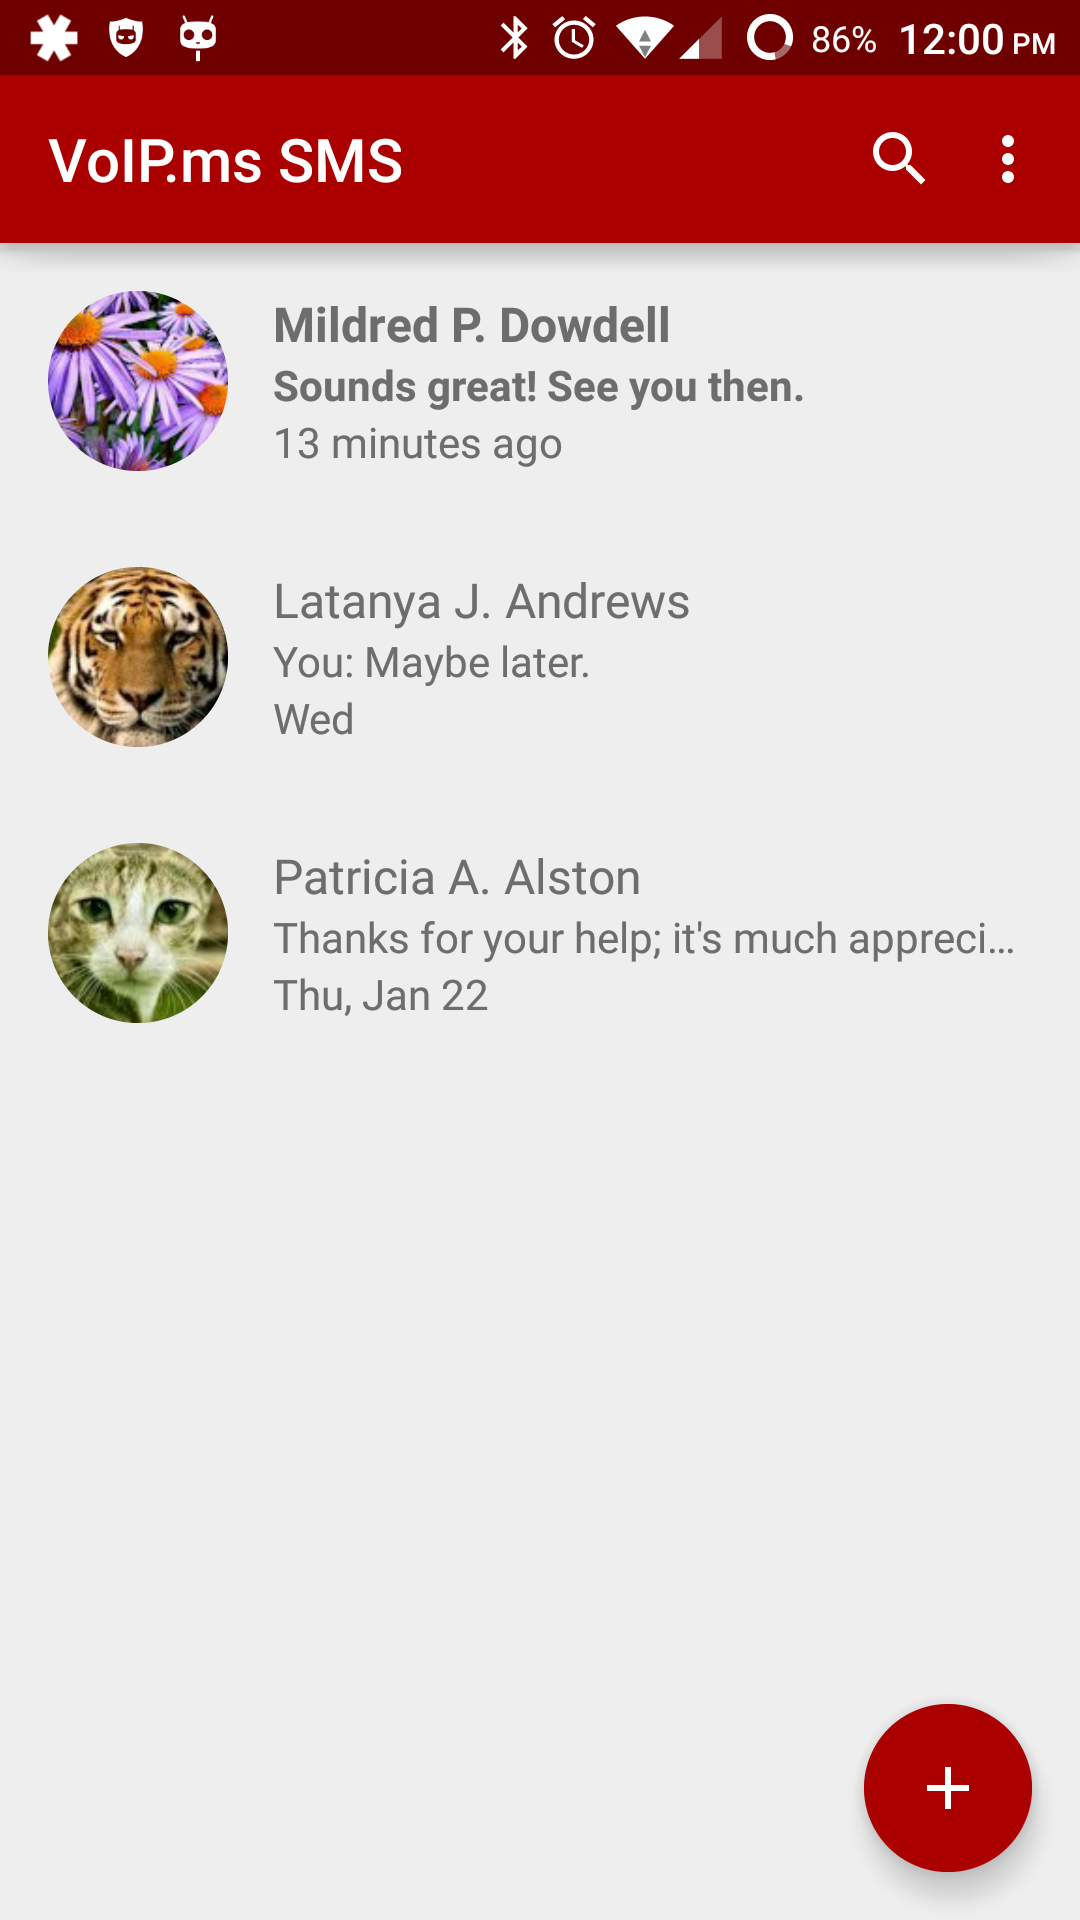 86% 12:00 PM
VoIP.ms SMS
Mildred P. Dowdell
Sounds great! See you then.
13 minutes ago
Latanya J. Andrews
You: Maybe later.
Wed
Patricia A. Alston
Thanks for your help; it's much appreci...
Thu, Jan 22